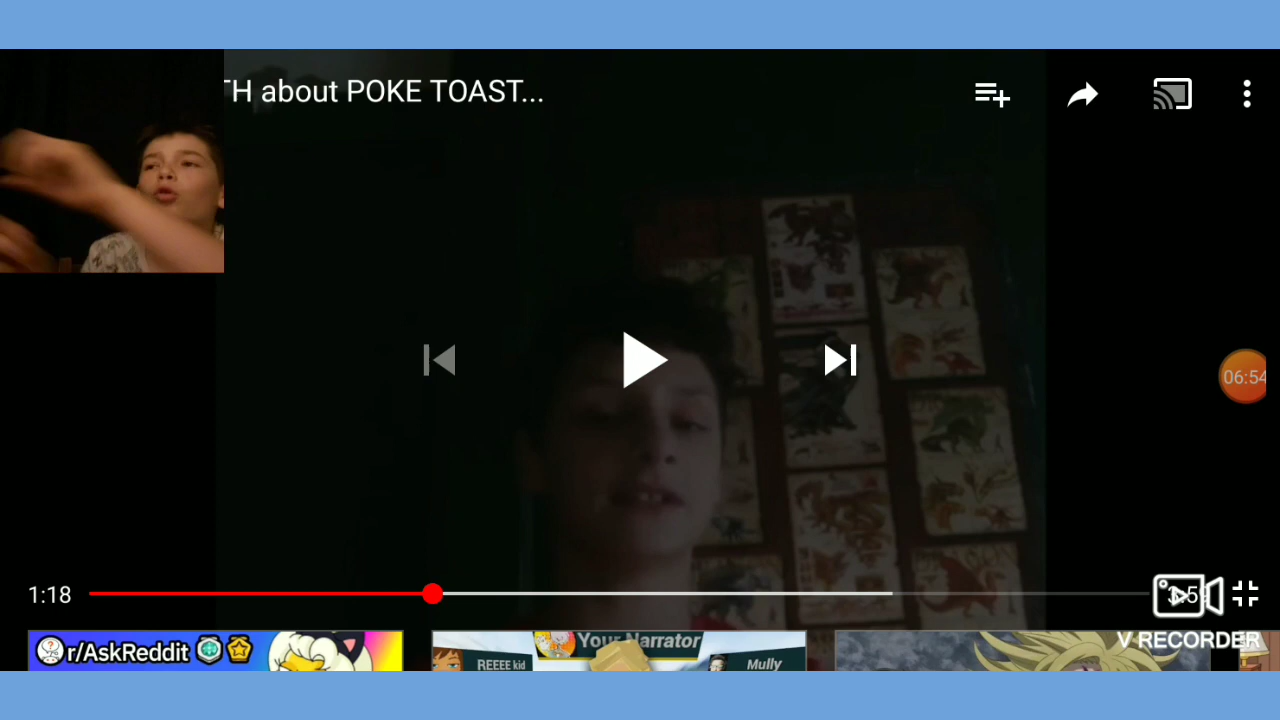 TH about POKE TOAST...
06:54
1:18
V RECORDER
r/AskReddit
Your Narrator
REEEE kid
Mully